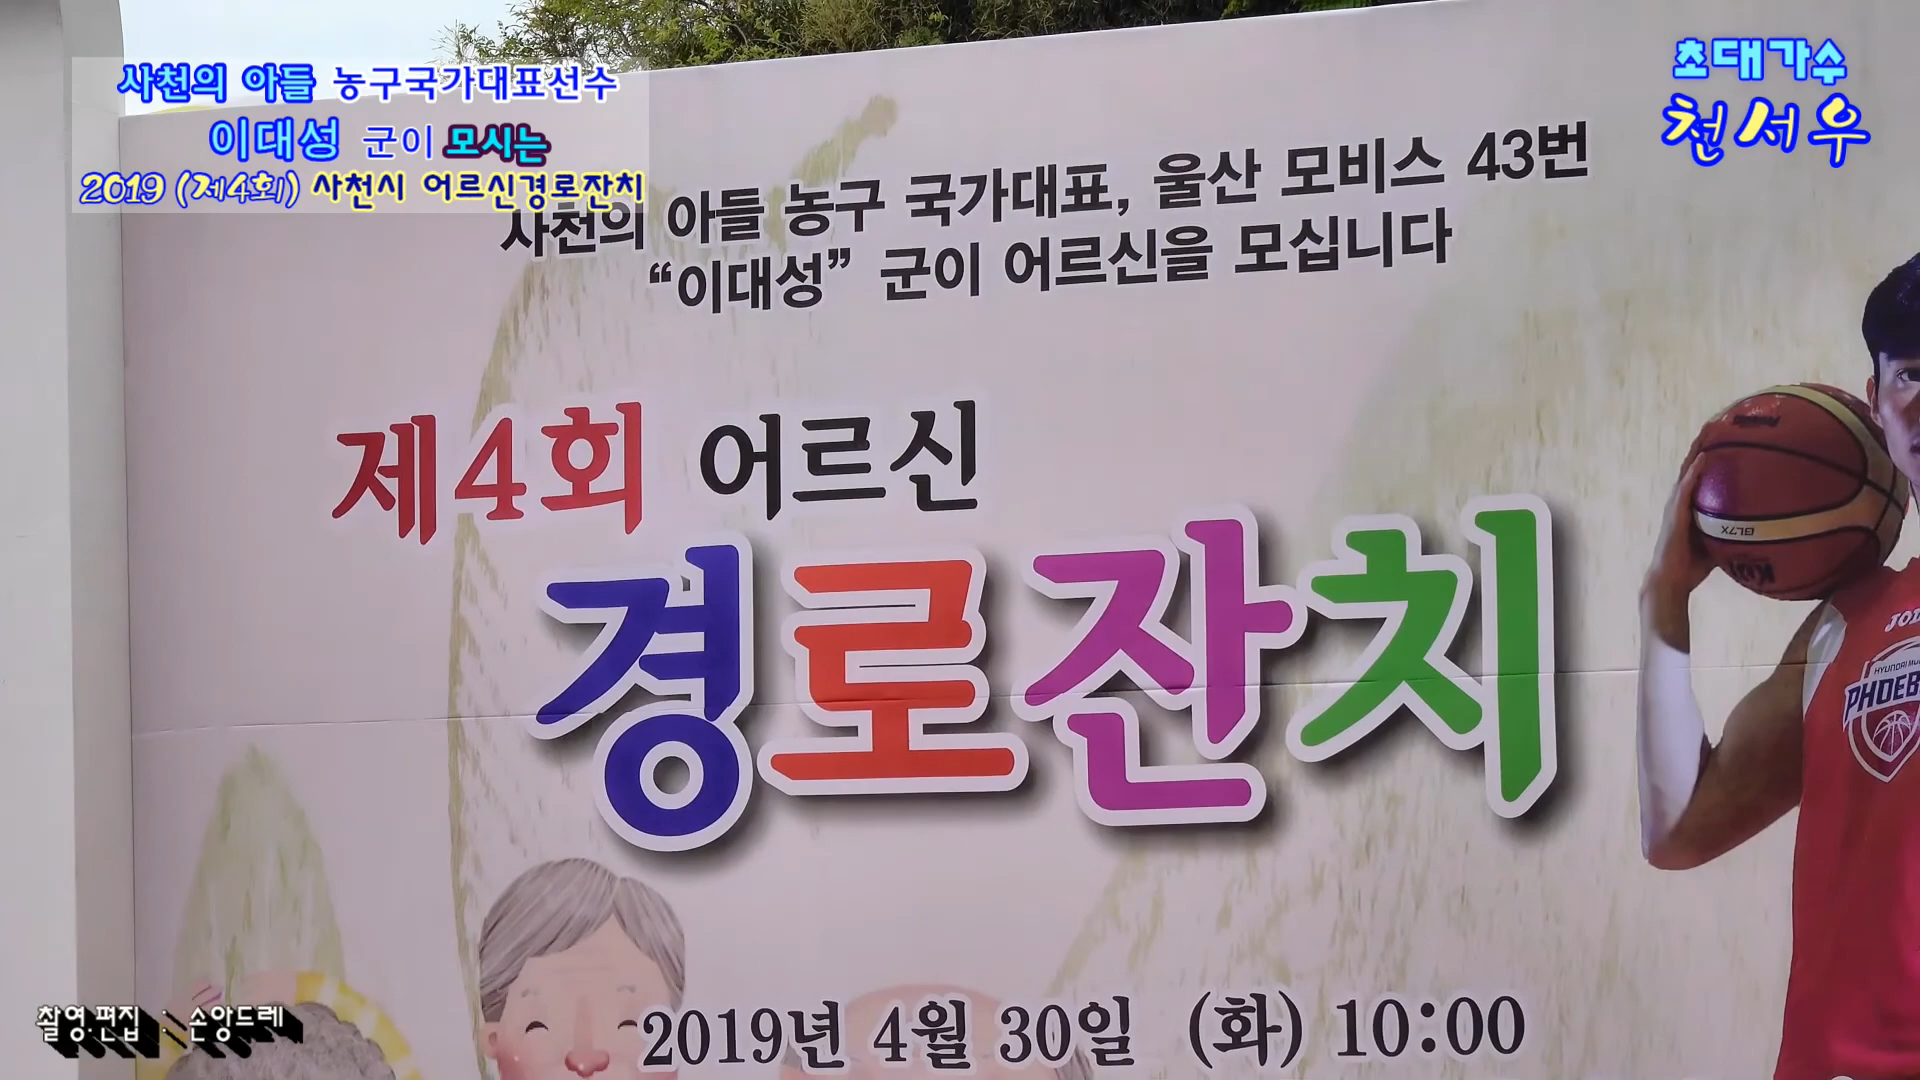 사천의 아들 농구국가대표선수
이대성 군이 모시는
2019 (제4회) 사천시 어르신경로잔치
초대가수
천서우
사천의 아들 농구 국가대표, 울산 모비스 43번
“이대성” 군이 어르신을 모십니다
제4회 어르신
경로잔치
GL7X
HYUNDAI
2019년 4월 30일 (화) 10:00
촬영.편집 : 손앙드레